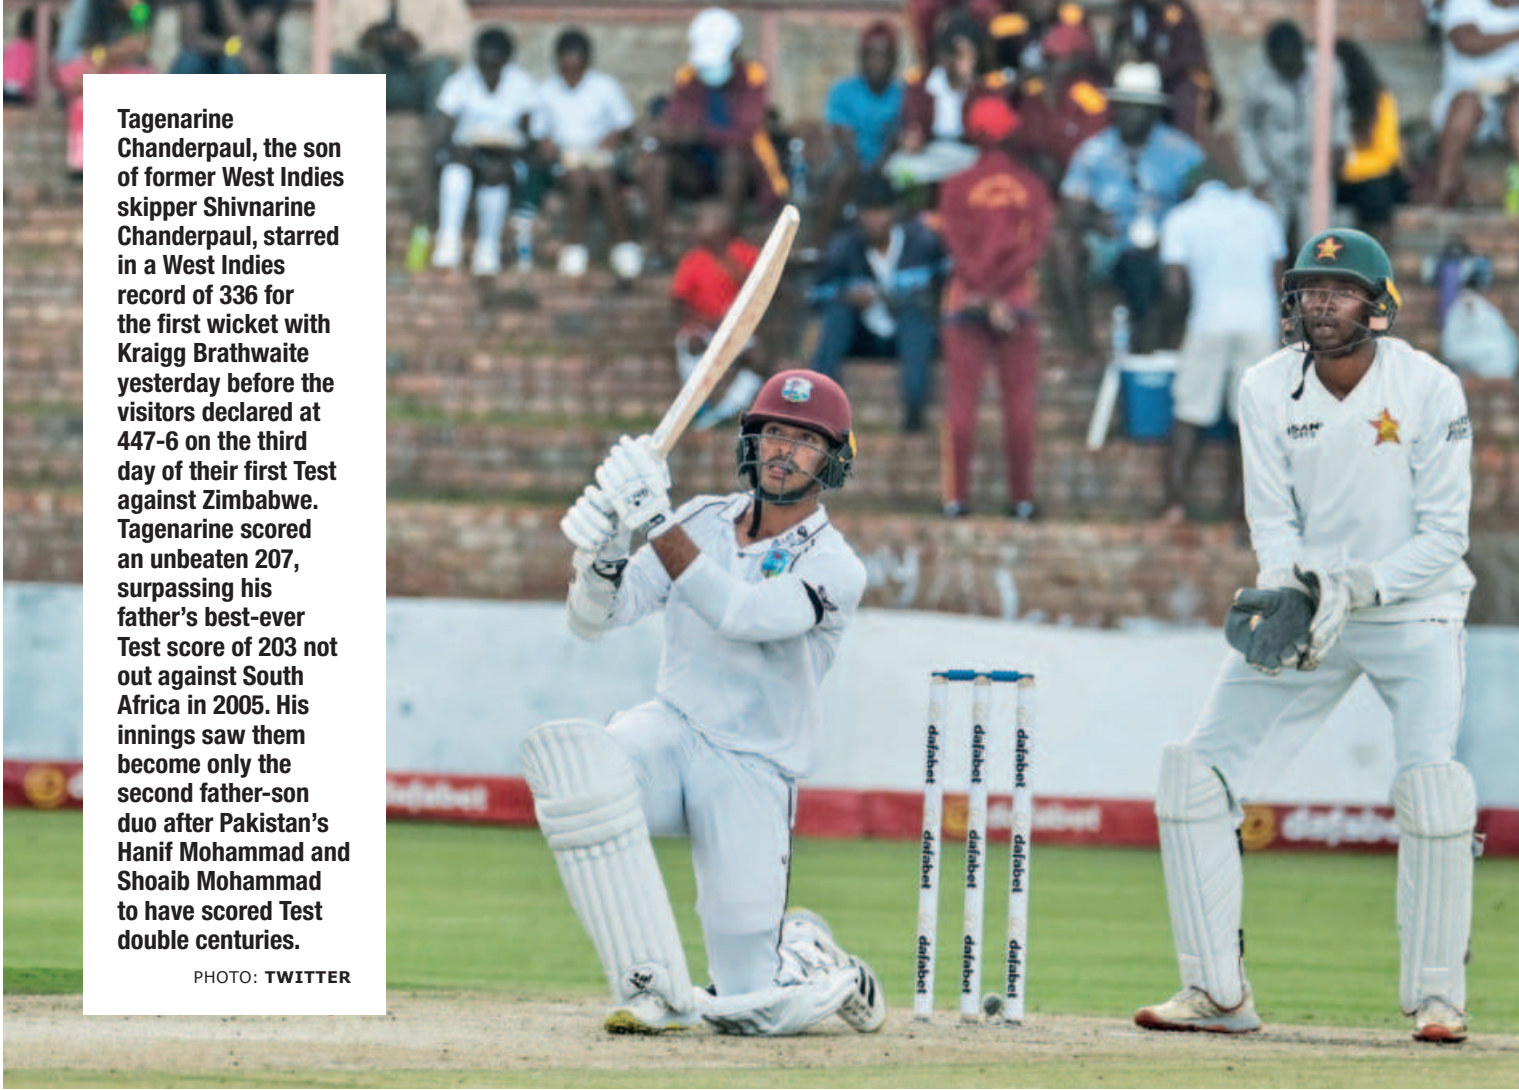 Tagenarine
Chanderpaul, the son
of former West Indies
skipper Shivnarine
Chanderpaul, starred
in a West Indies
record of 336 for
the first wicket with
Kraigg Brathwaite
yesterday before the
visitors declared at
447-6 on the third
day of their first Test
against Zimbabwe.
Tagenarine scored
an unbeaten 207,
surpassing his
father’s best-ever
Test score of 203 not
out against South
Africa in 2005. His
innings saw them
become only the
second father-son
duo after Pakistan’s
Hanif Mohammad and
Shoaib Mohammad
to have scored Test
double centuries.
PHOTO: TWITTER
dafabet dafabet dafabet
dafabet dafabet dafabet
dafabet dafabet dafabet
dafabet dafabet